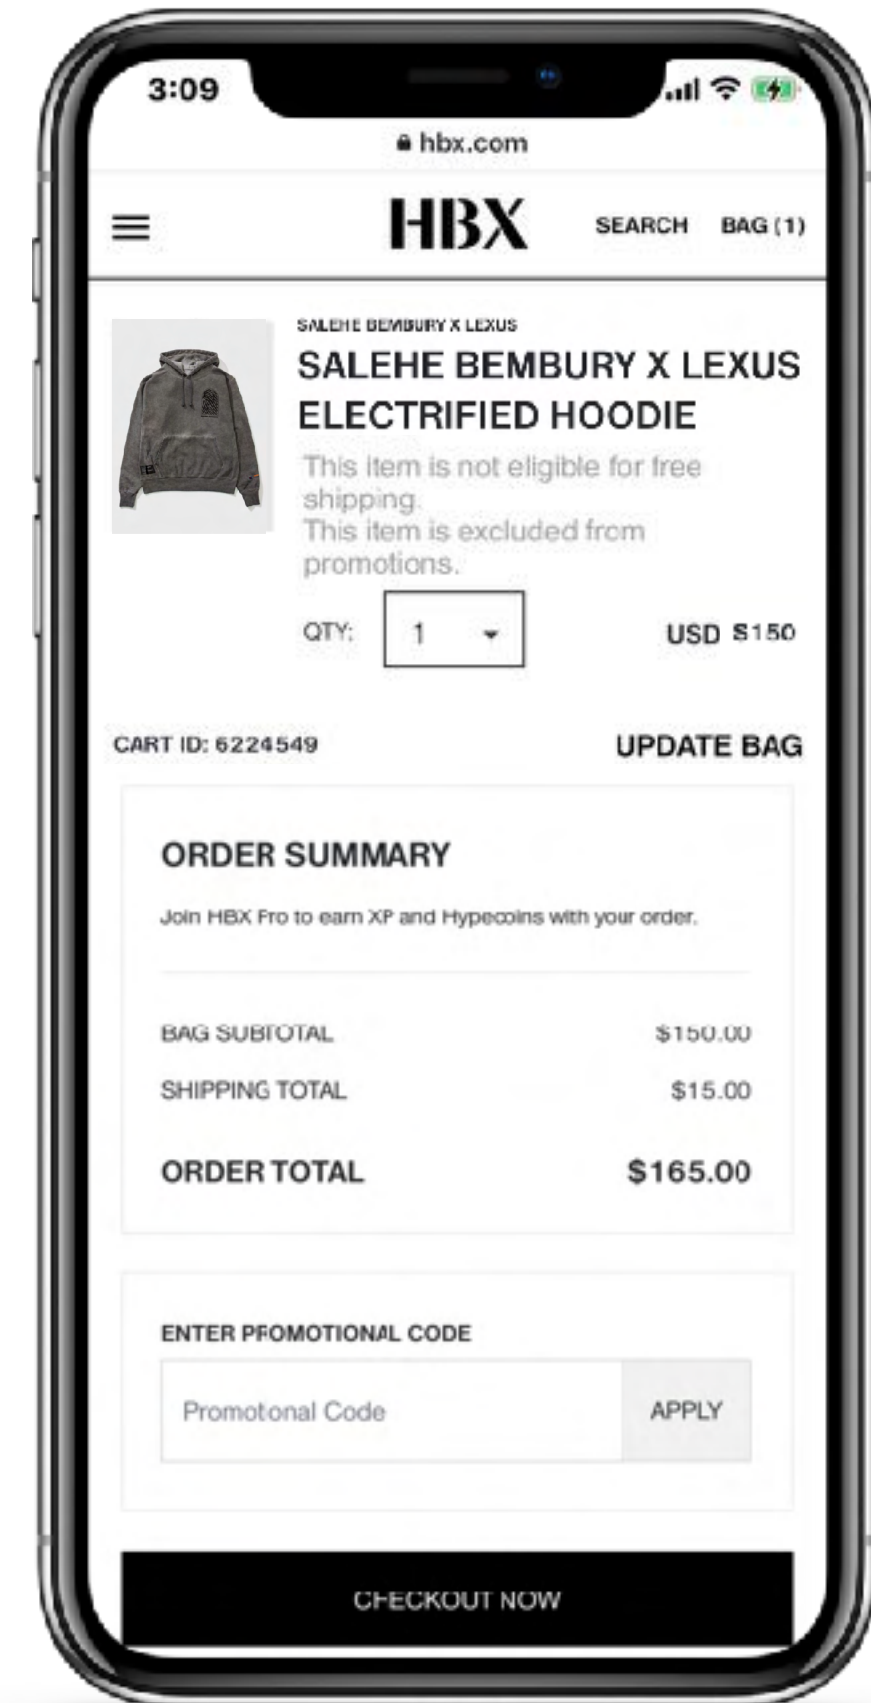 3:09
hbx.com
HBX SEARCH BAG (1)
SALEHE BEMBURY X LEXUS
SALEHE BEMBURY X LEXUS
ELECTRIFIED HOODIE
This item is not eligible for free
shipping.
This item is excluded from
promotions.
QTY: 1 USD $150
CART ID: 6224549 UPDATE BAG
ORDER SUMMARY
Join HBX Pro to earn XP and Hypecoins with your order.
BAG SUBTOTAL $150.00
SHIPPING TOTAL $15.00
ORDER TOTAL $165.00
ENTER PROMOTIONAL CODE
Promotional Code APPLY
CHECKOUT NOW